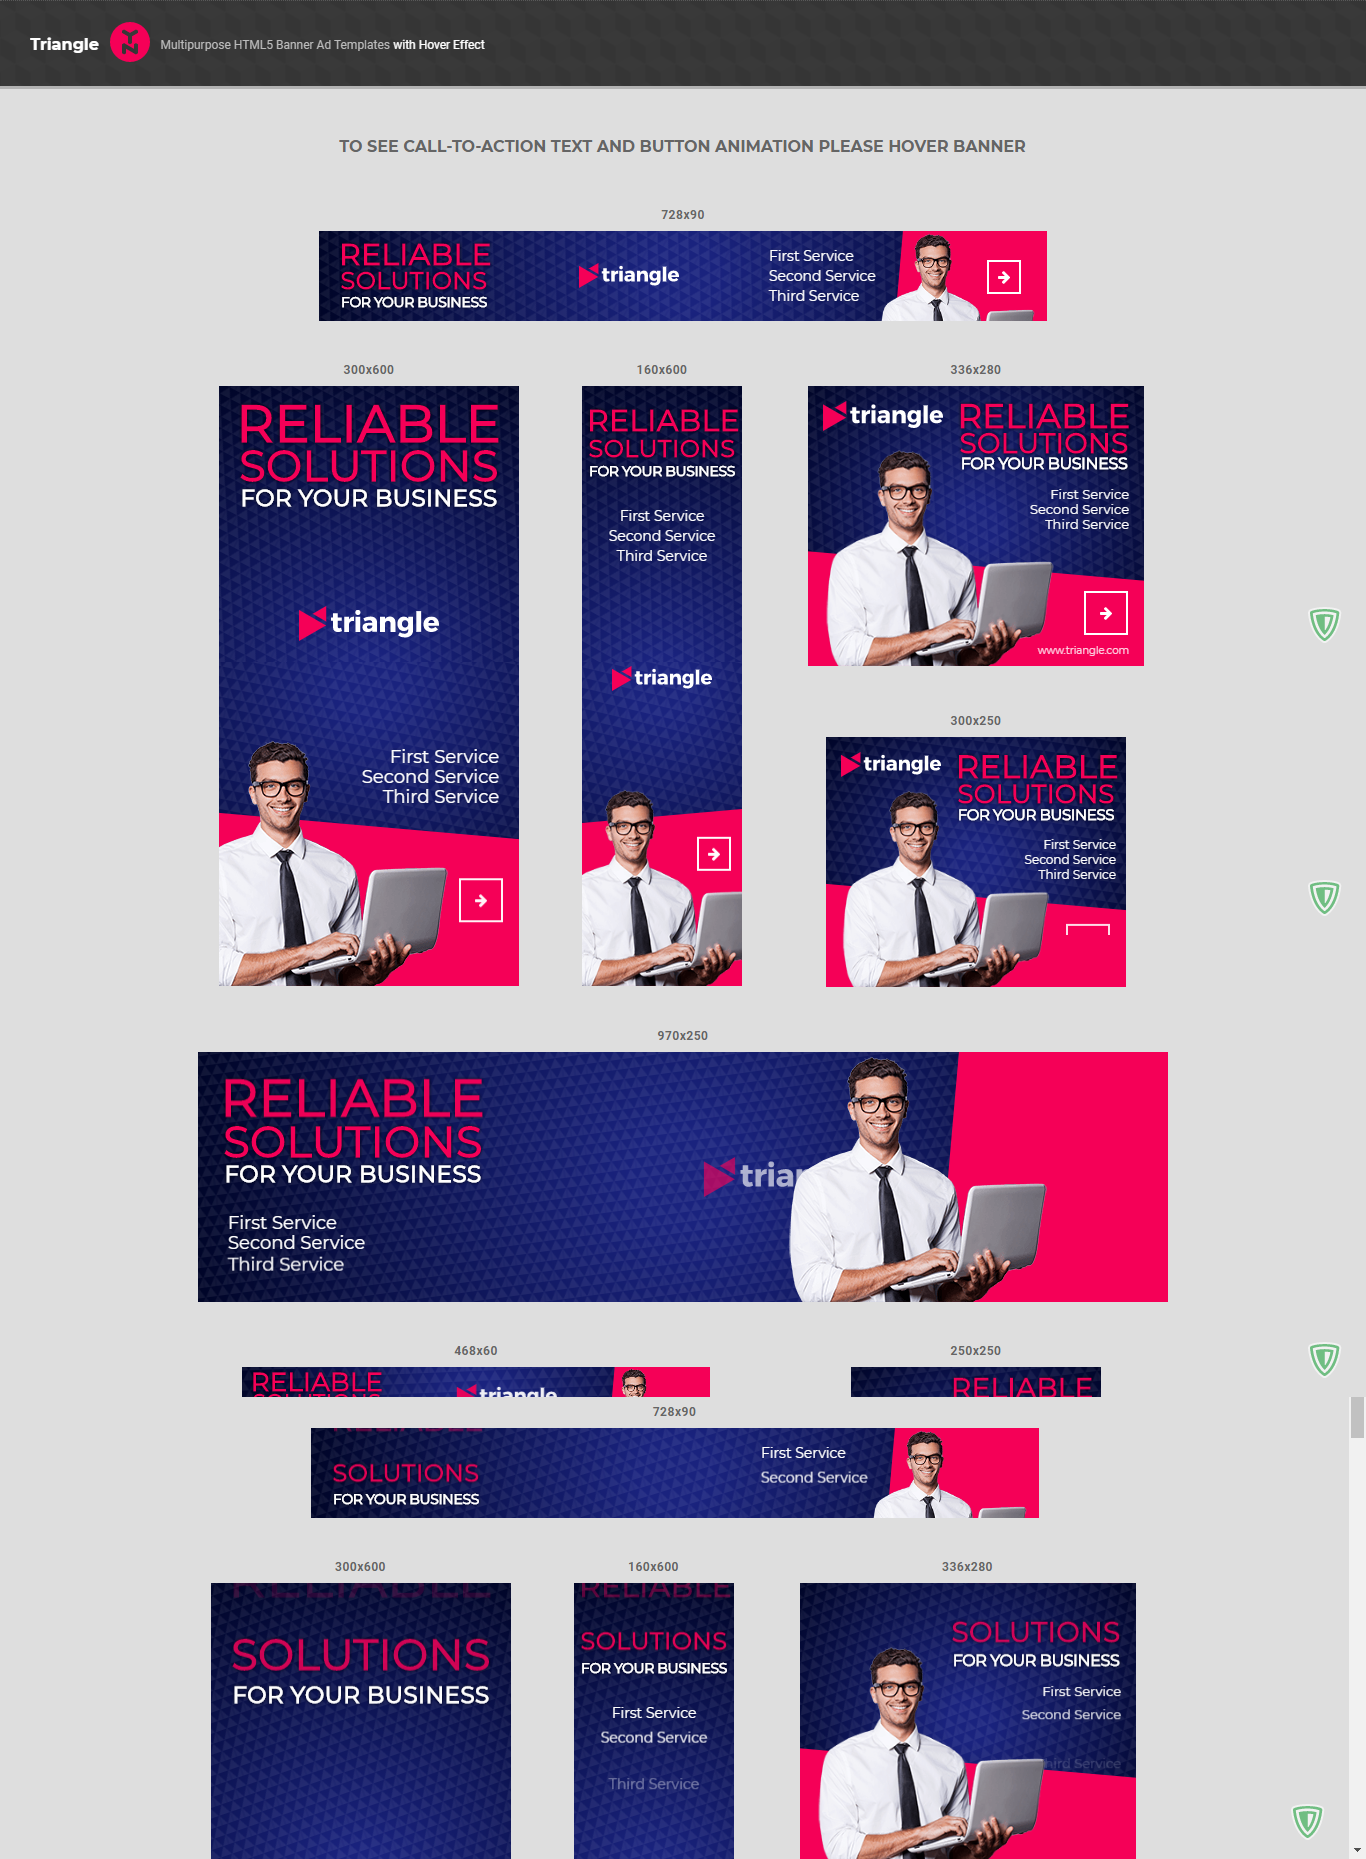 Triangle
Multipurpose HTML5 Banner Ad Templates with Hover Effect
TO SEE CALL-TO-ACTION TEXT AND BUTTON ANIMATION PLEASE HOVER BANNER
728x90
RELIABLE
SOLUTIONS
FOR YOUR BUSINESS
triangle
First Service
Second Service
Third Service
300x600
RELIABLE
SOLUTIONS
FOR YOUR BUSINESS
triangle
First Service
Second Service
Third Service
160x600
RELIABLE
SOLUTIONS
FOR YOUR BUSINESS
First Service
Second Service
Third Service
triangle
336x280
triangle
RELIABLE
SOLUTIONS
FOR YOUR BUSINESS
First Service
Second Service
Third Service
www.triangle.com
300x250
triangle
RELIABLE
SOLUTIONS
FOR YOUR BUSINESS
First Service
Second Service
Third Service
970x250
RELIABLE
SOLUTIONS
FOR YOUR BUSINESS
trian
First Service
Second Service
Third Service
468x60
RELIABLE
SOLUTIONS
triangle
250x250
RELIABLE
728x90
RELIABLE
SOLUTIONS
FOR YOUR BUSINESS
First Service
Second Service
300x600
RELIABLE
SOLUTIONS
FOR YOUR BUSINESS
160x600
RELIABLE
SOLUTIONS
FOR YOUR BUSINESS
First Service
Second Service
Third Service
336x280
SOLUTIONS
FOR YOUR BUSINESS
First Service
Second Service
Third Service